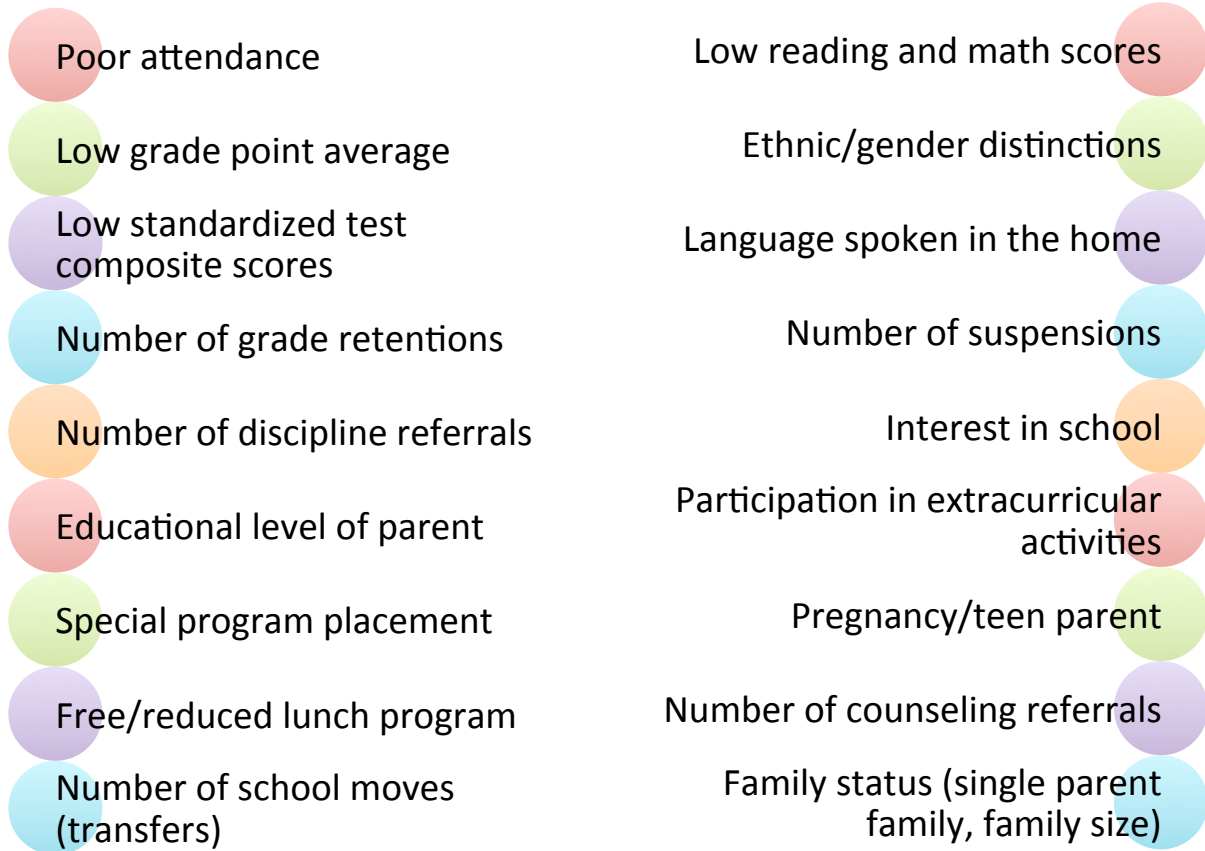 Poor attendance
Low grade point average
Low standardized test
composite scores
Number of grade retentions
Number of discipline referrals
Educational level of parent
Special program placement
Free/reduced lunch program
Number of school moves
(transfers)
Low reading and math scores
Ethnic/gender distinctions
Language spoken in the home
Number of suspensions
Interest in school
Participation in extracurricular
activities
Pregnancy/teen parent
Number of counseling referrals
Family status (single parent
family, family size)